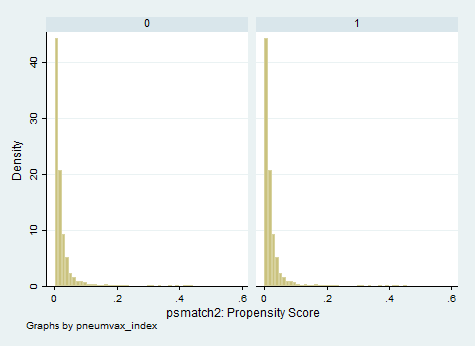 0 1
Density
40
30
20
10
0
0 .2 .4 .6 0 .2 .4 .6
psmatch2: Propensity Score
Graphs by pneumvax_index